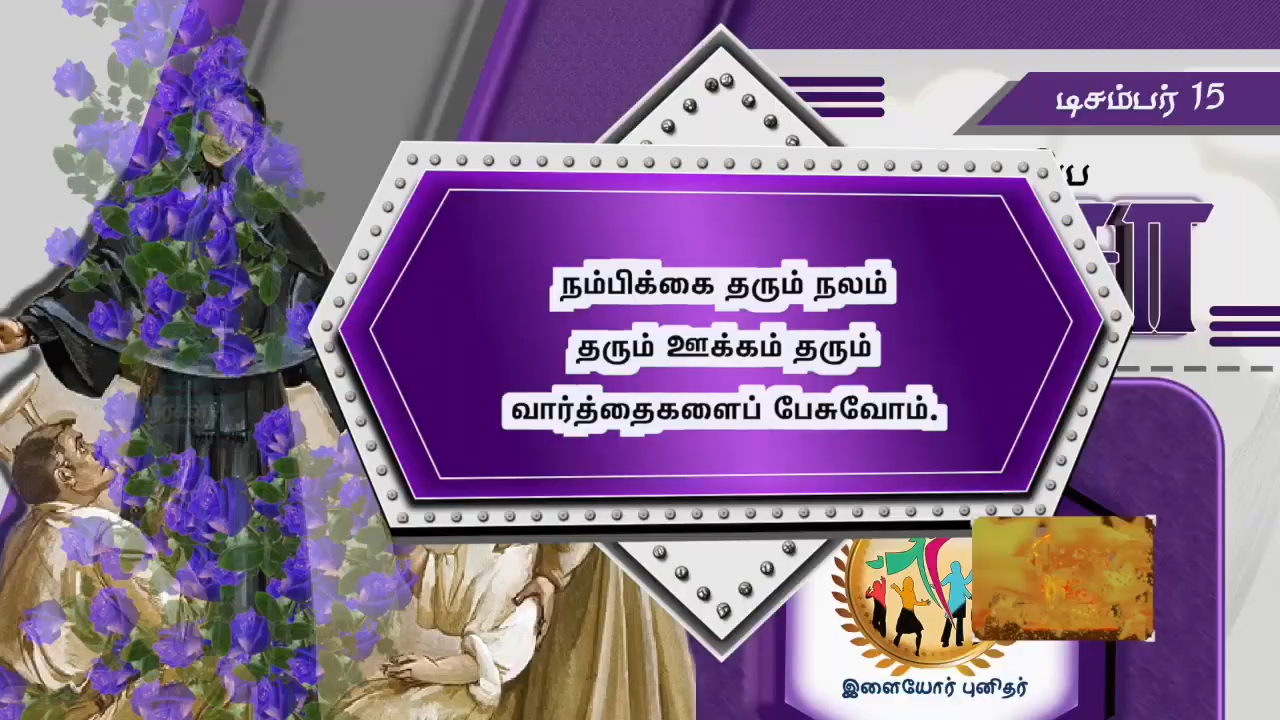 டிசம்பர் 15
நம்பிக்கை தரும் நலம்
தரும் ஊக்கம் தரும்
வார்த்தைகளைப் பேசுவோம்.
இளையோர் புனிதர்